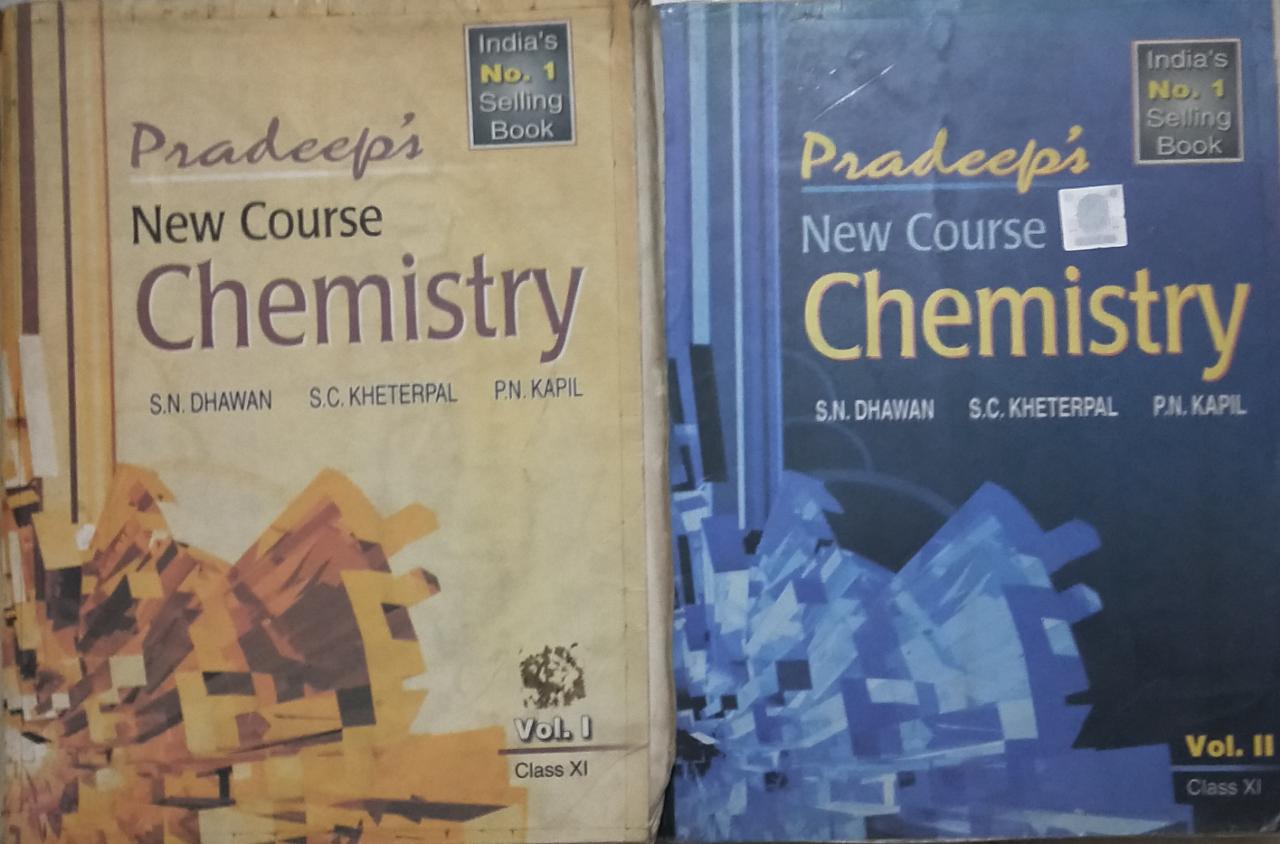 India's
No. 1
Selling
Book
Pradeep's
New Course
Chemistry
S.N. DHAWAN S.C. KHETERPAL P.N. KAPIL
Vol. I
Class XI
India's
No. 1
Selling
Book
Pradeep's
New Course
Chemistry
S.N. DHAWAN S.C. KHETERPAL P.N. KAPIL
Vol. II
Class XI